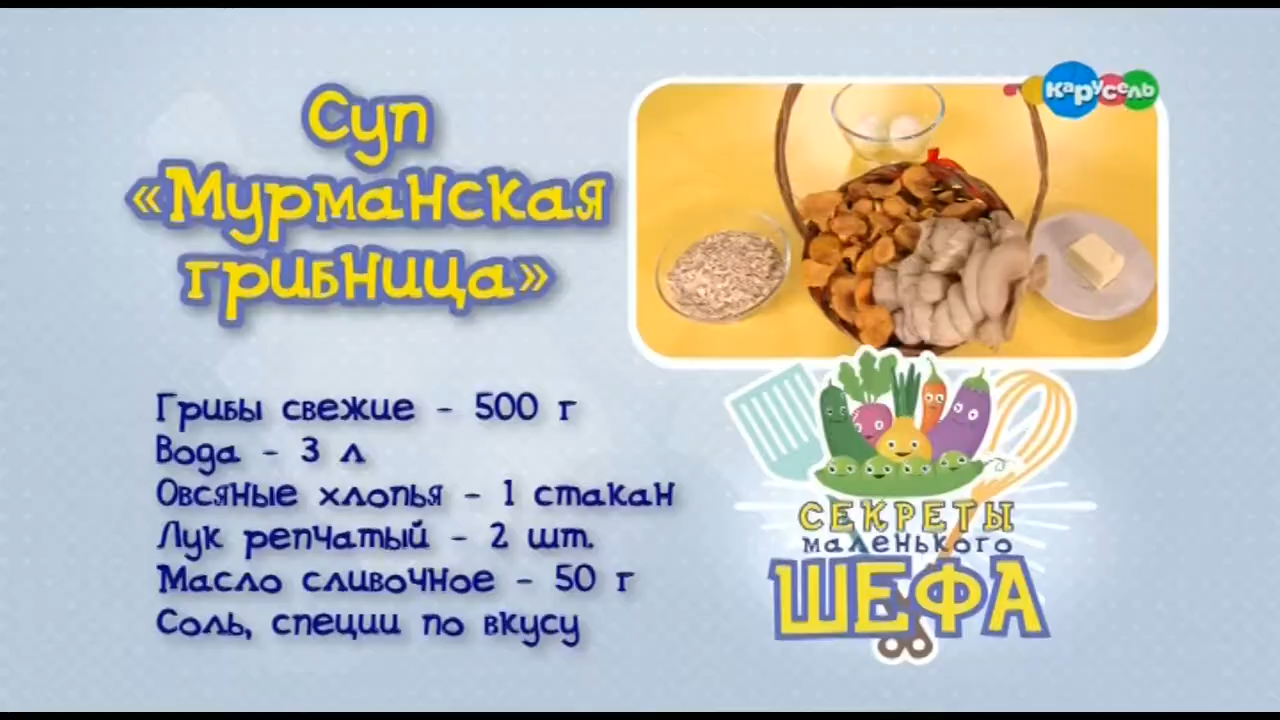 Суп
«Мурманская
грибница»
Карусель
Грибы свежие - 500 г
Вода - 3 л
Овсяные хлопья - 1 стакан
Лук репчатый - 2 шт.
Масло сливочное - 50 г
Соль, специи по вкусу
СЕКРЕТЫ
маленького
ШЕФА